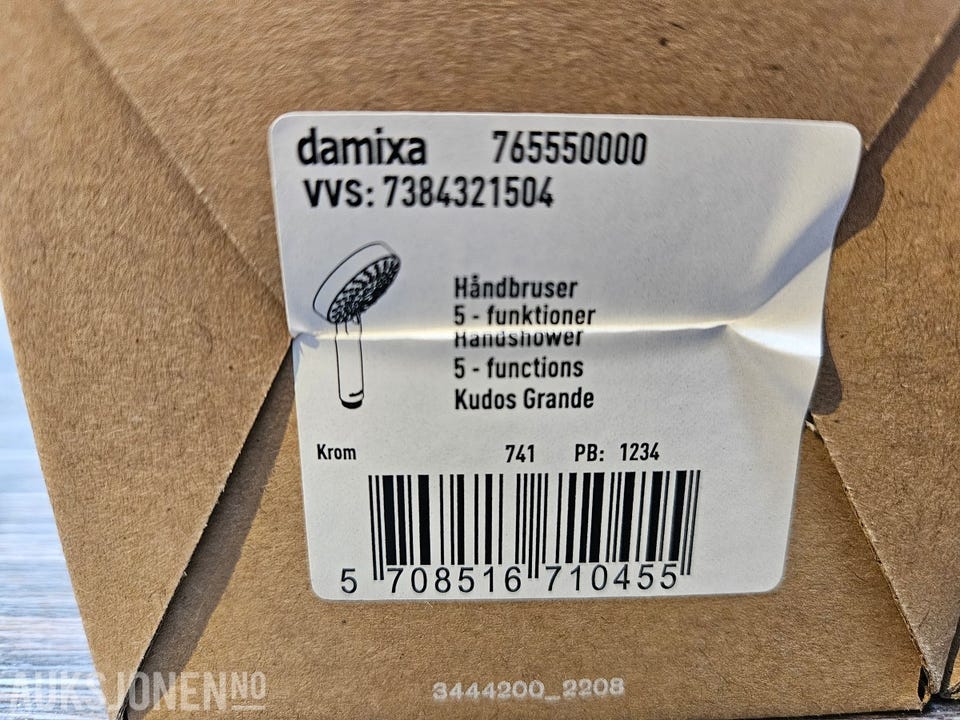 damixa 765550000
VVS: 7384321504
Håndbruser
5 - funktioner
Handshower
5 - functions
Kudos Grande
Krom 741 PB: 1234
5 708516 710455
3444200_2208
AUKSJONEN.NO